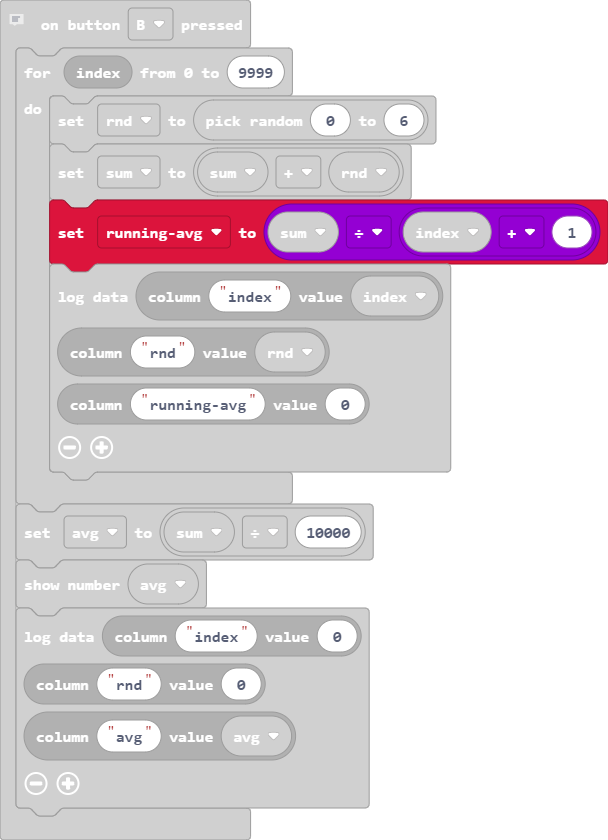 on button B pressed
for index from 0 to 9999
do
set rnd to pick random 0 to 6
set sum to sum + rnd
set running-avg to sum ÷ index + 1
log data column "index" value index
column "rnd" value rnd
column "running-avg" value 0
set avg to sum ÷ 10000
show number avg
log data column "index" value 0
column "rnd" value 0
column "avg" value avg